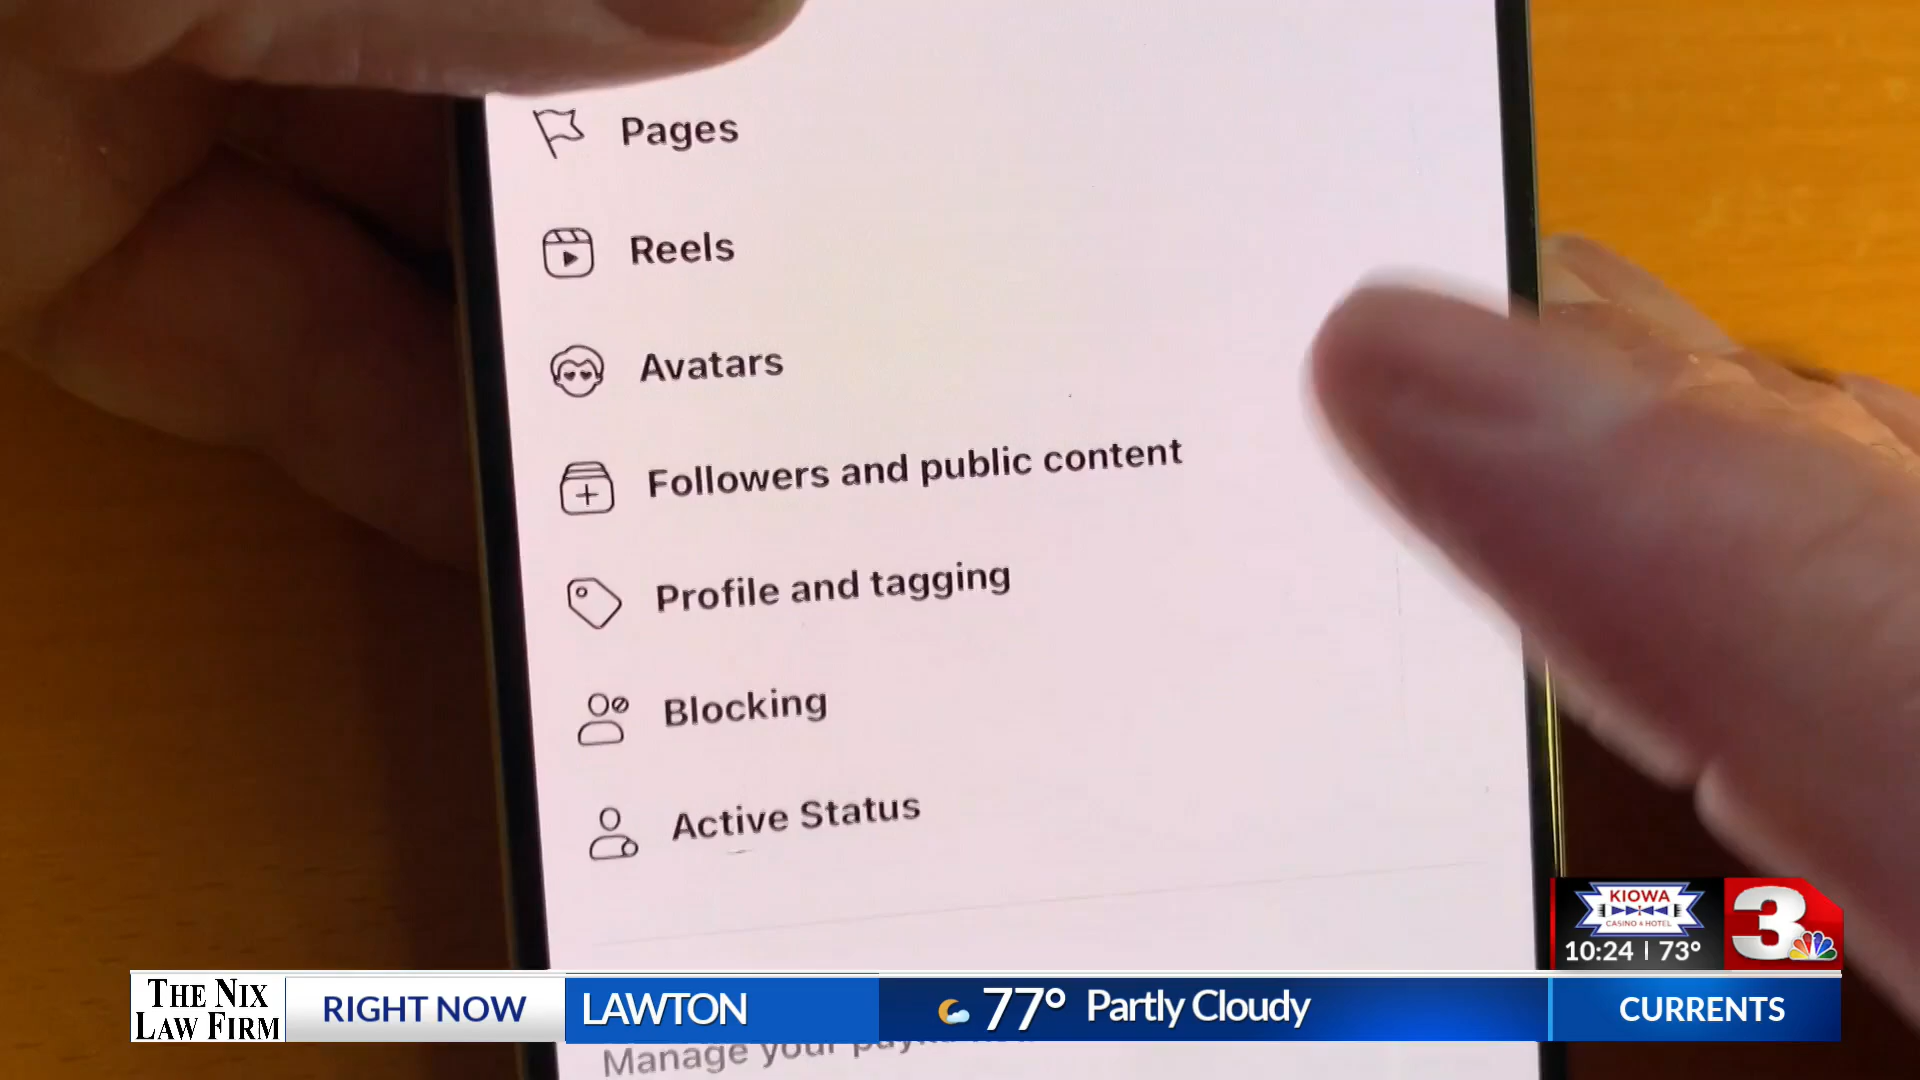 Pages
Reels
Avatars
Followers and public content
Profile and tagging
Blocking
Active Status
KIOWA
CASINO & HOTEL
10:24 | 73°
3
THE NIX
LAW FIRM
RIGHT NOW
LAWTON
77° Partly Cloudy
CURRENTS
Manage your